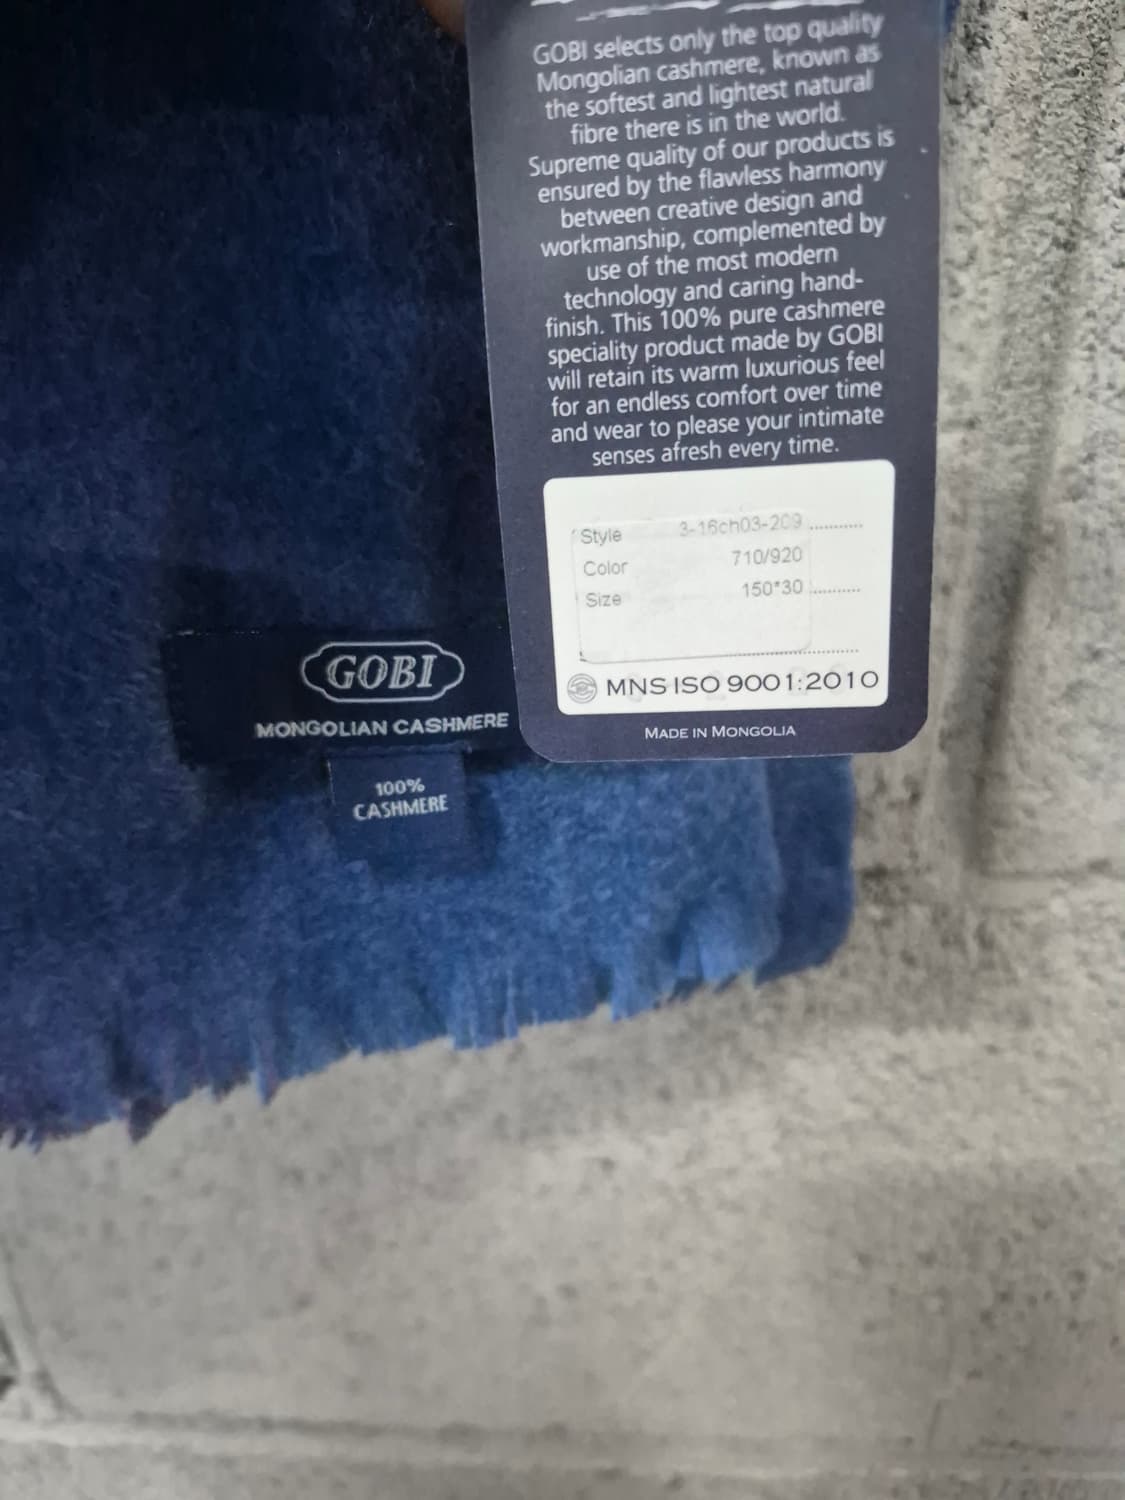 GOBI selects only the top quality
Mongolian cashmere, known as
the softest and lightest natural
fibre there is in the world.
Supreme quality of our products is
ensured by the flawless harmony
between creative design and
workmanship, complemented by
use of the most modern
technology and caring hand-
finish. This 100% pure cashmere
speciality product made by GOBI
will retain its warm luxurious feel
for an endless comfort over time
and wear to please your intimate
senses afresh every time.
Style 3-16ch03-209
Color 710/920
Size 150*30
MNS ISO 9001:2010
MADE IN MONGOLIA
GOBI
MONGOLIAN CASHMERE
100%
CASHMERE